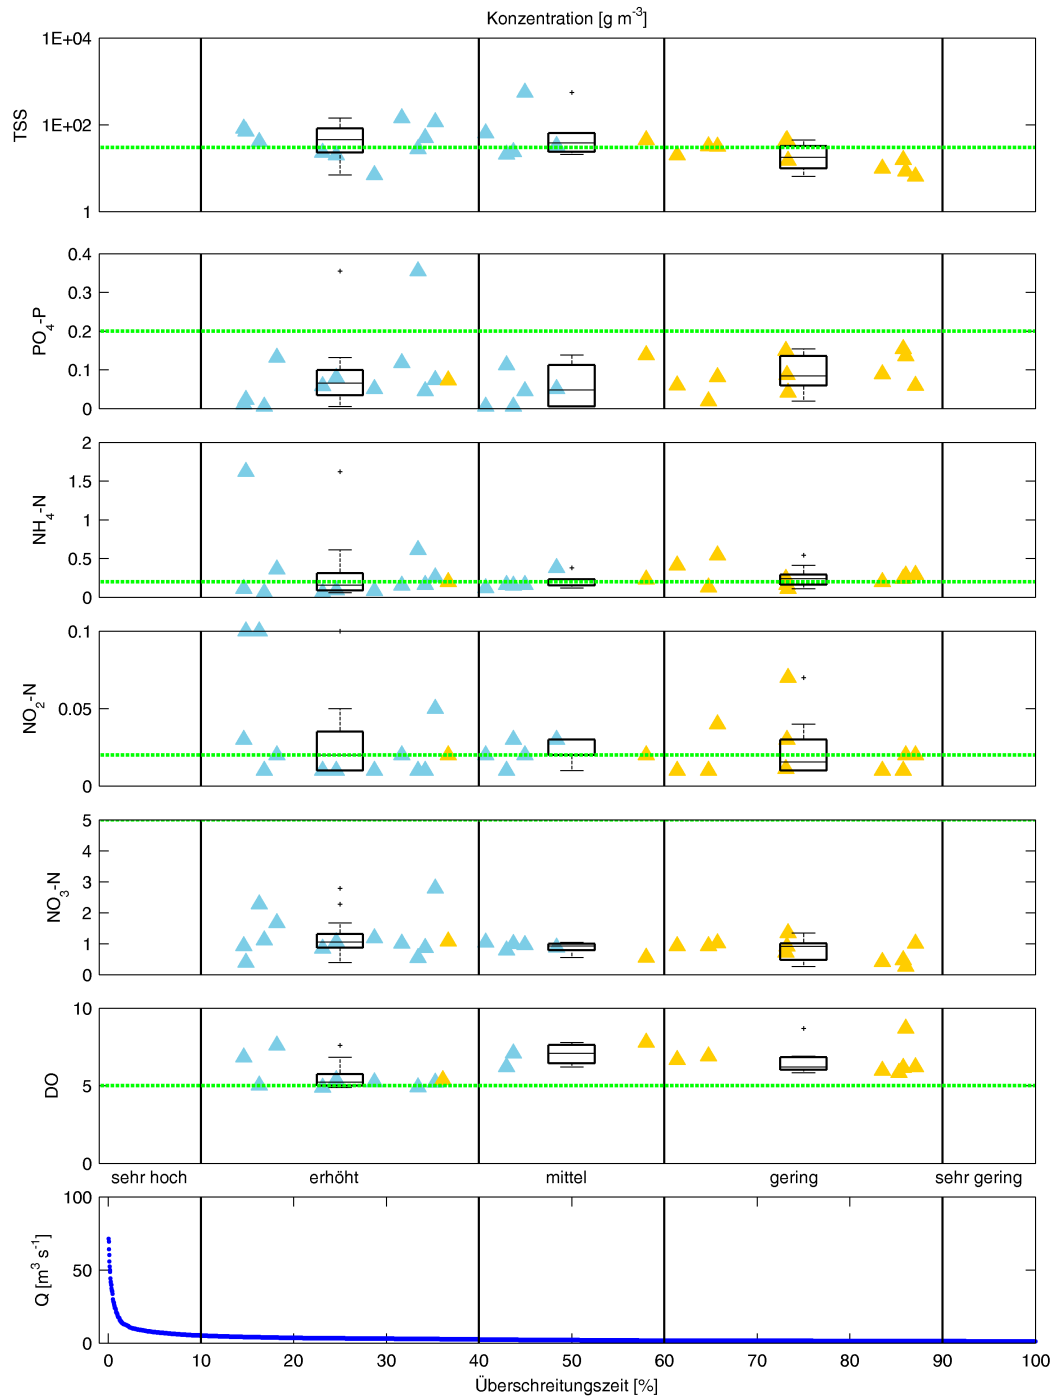 Konzentration [g m-3]
1E+04
1E+02
1
TSS
0.4
0.3
0.2
0.1
0
PO4-P
2
1.5
1
0.5
0
NH4-N
0.1
0.05
0
NO2-N
5
4
3
2
1
0
NO3-N
10
5
0
DO
sehr hoch erhöht mittel gering sehr gering
100
50
0
Q [m3 s-1]
0 10 20 30 40 50 60 70 80 90 100
Überschreitungszeit [%]